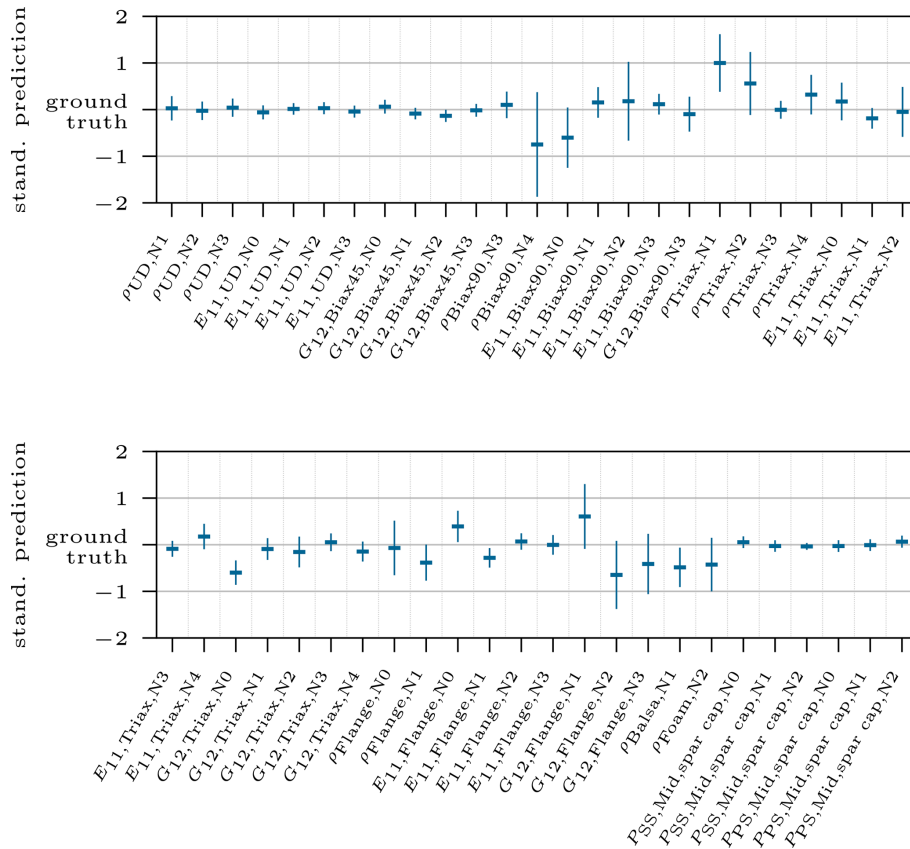 2
1
ground
truth
−1
−2
stand. prediction
ρUD,N1
ρUD,N2
ρUD,N3
E11,UD,N0
E11,UD,N1
E11,UD,N2
E11,UD,N3
G12,Biax45,N0
G12,Biax45,N1
G12,Biax45,N2
G12,Biax45,N3
ρBiax90,N3
ρBiax90,N4
E11,Biax90,N0
E11,Biax90,N1
E11,Biax90,N2
E11,Biax90,N3
G12,Biax90,N3
ρTriax,N1
ρTriax,N2
ρTriax,N3
ρTriax,N4
E11,Triax,N0
E11,Triax,N1
E11,Triax,N2
2
1
ground
truth
−1
−2
stand. prediction
E11,Triax,N3
E11,Triax,N4
G12,Triax,N0
G12,Triax,N1
G12,Triax,N2
G12,Triax,N3
G12,Triax,N4
ρFlange,N0
ρFlange,N1
E11,Flange,N0
E11,Flange,N1
E11,Flange,N2
E11,Flange,N3
G12,Flange,N1
G12,Flange,N2
G12,Flange,N3
ρBalsa,N1
ρFoam,N2
PSS,Mid,spar cap,N0
PSS,Mid,spar cap,N1
PSS,Mid,spar cap,N2
PPS,Mid,spar cap,N0
PPS,Mid,spar cap,N1
PPS,Mid,spar cap,N2